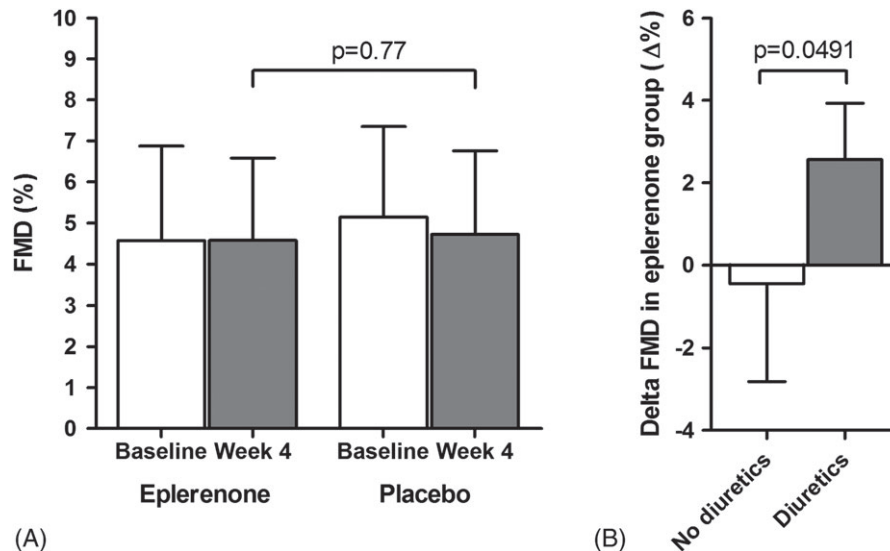 10
9
8
7
6
5
4
3
2
1
0
FMD (%)
p=0.77
Baseline Week 4
Baseline Week 4
Eplerenone
Placebo
(A)
6
4
2
0
-2
-4
Delta FMD in eplerenone group (Δ%)
p=0.0491
No diuretics
Diuretics
(B)